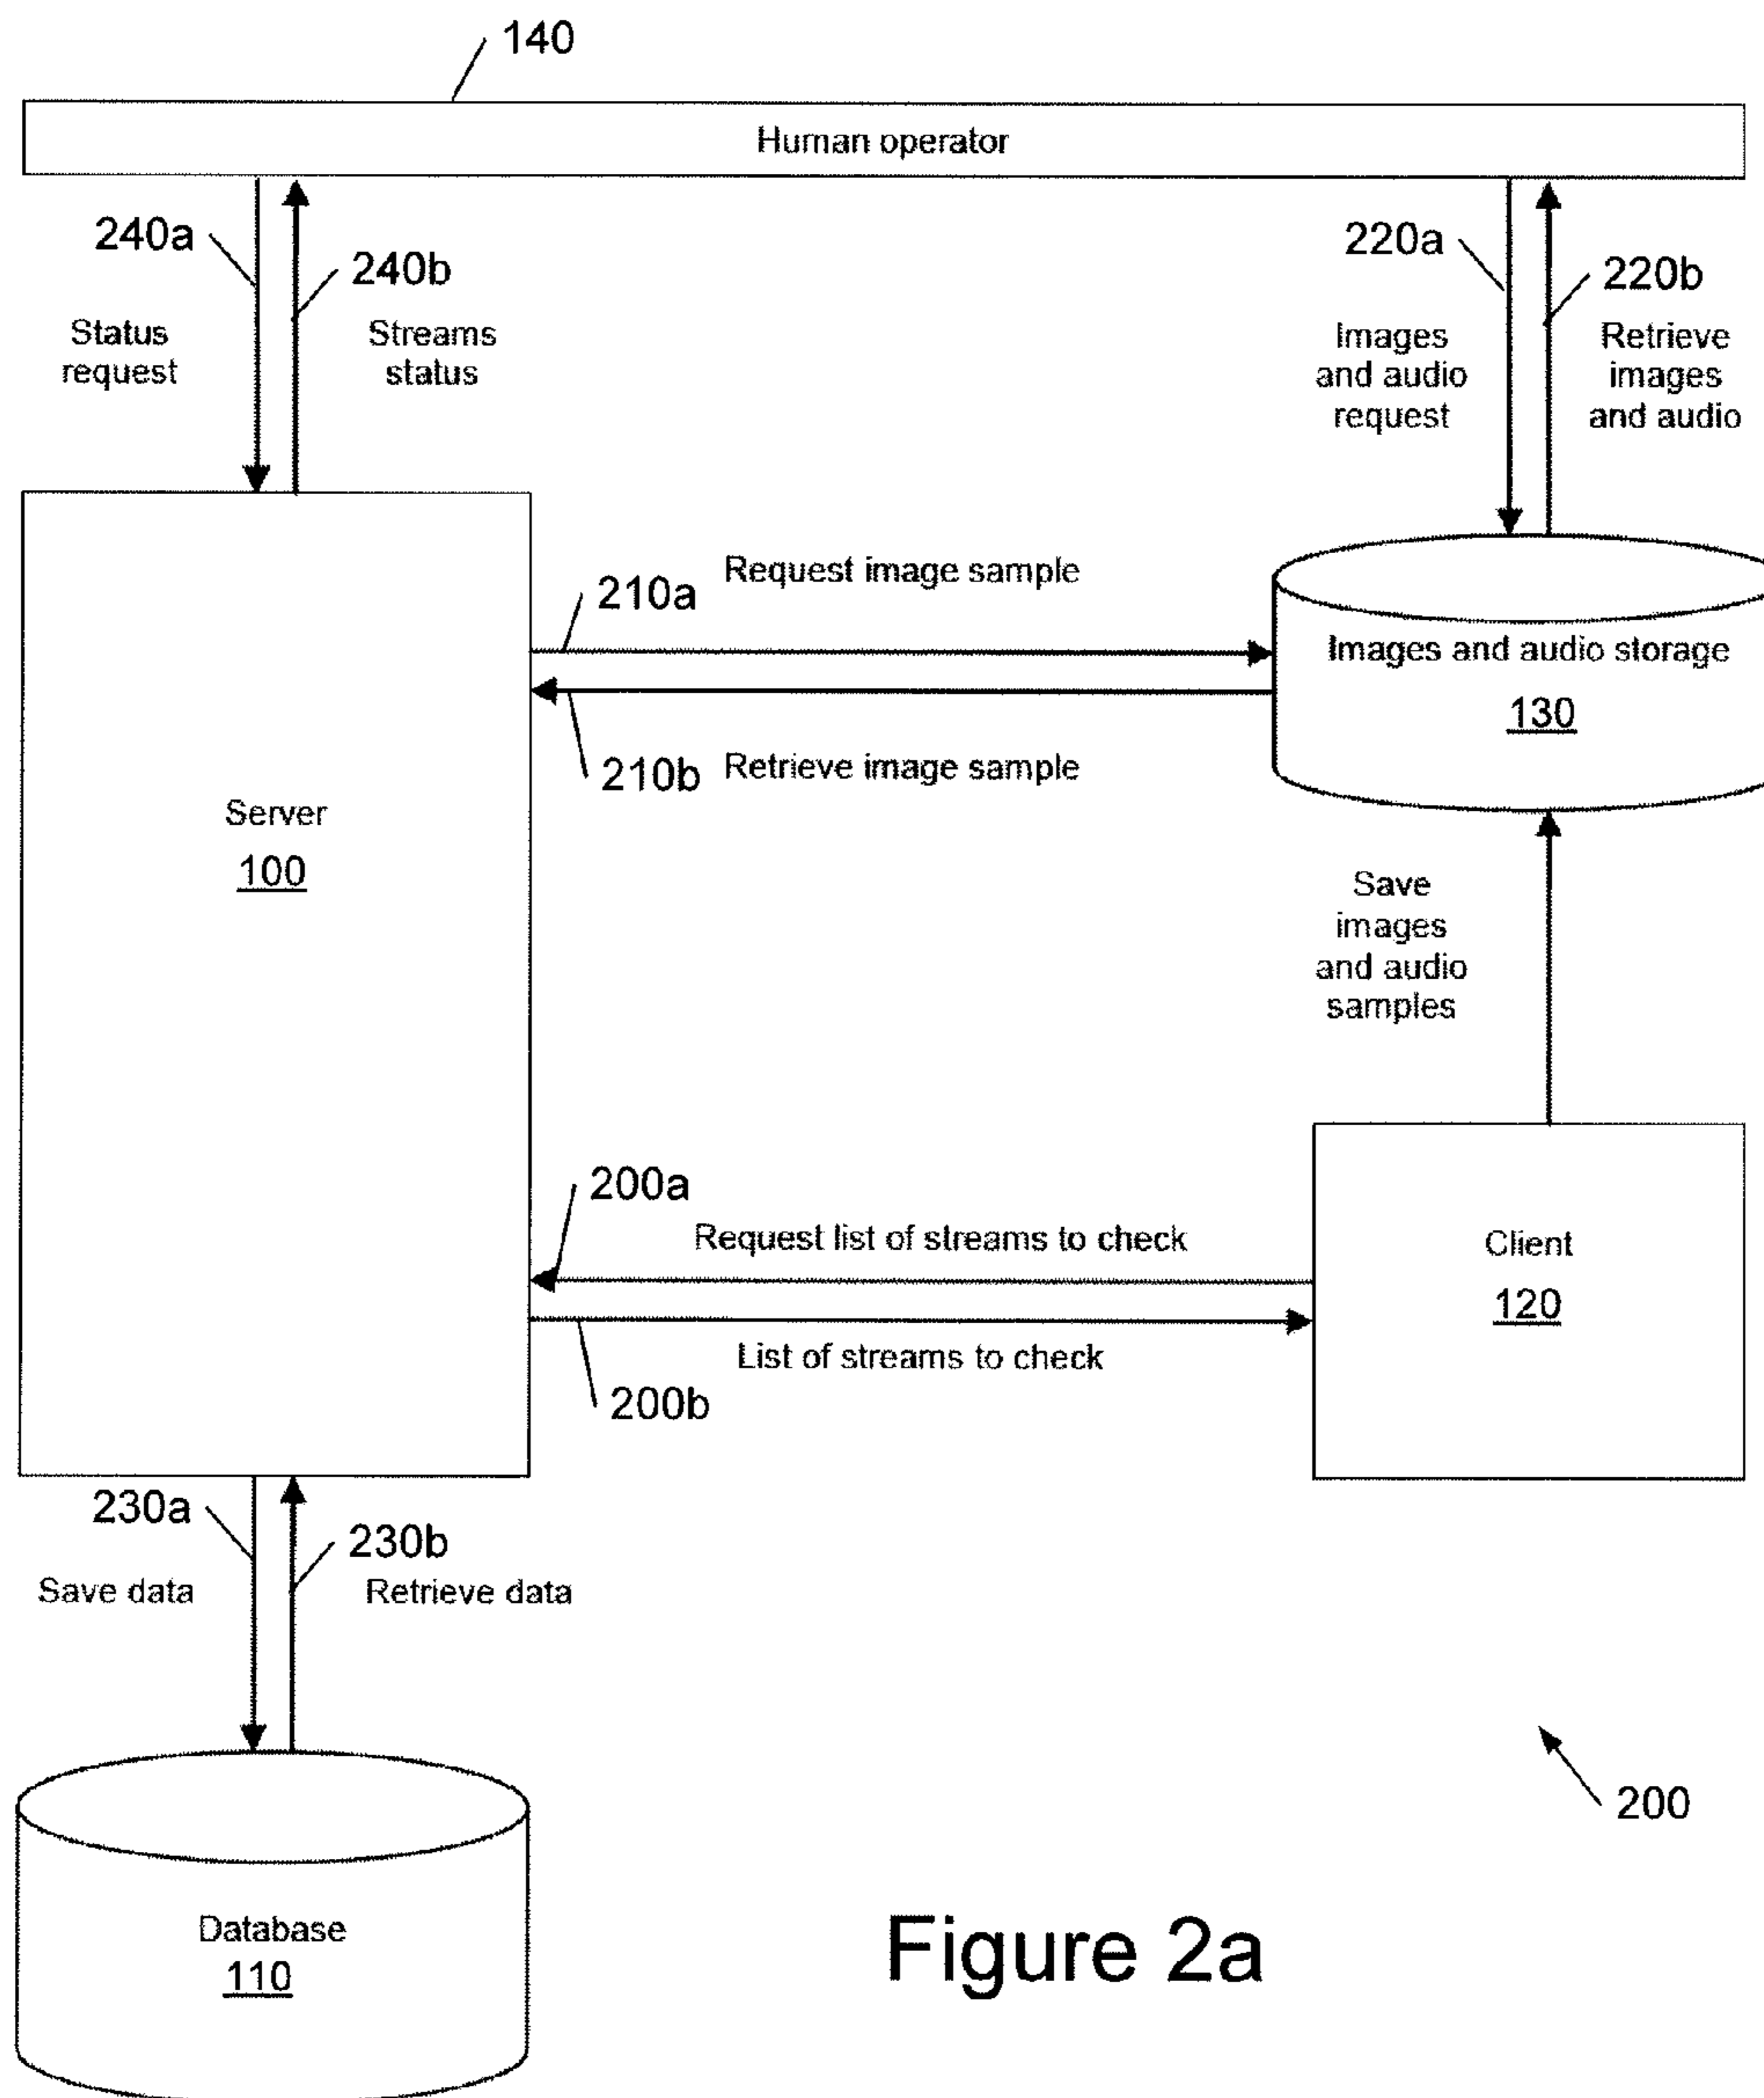 140
Human operator
240a
240b
Status
request
Streams
status
220a
220b
Images
and audio
request
Retrieve
images
and audio
210a
Request image sample
210b
Retrieve image sample
Images and audio storage
130
Server
100
Save
images
and audio
samples
200a
Request list of streams to check
List of streams to check
200b
Client
120
230a
230b
Save data
Retrieve data
200
Database
110
Figure 2a